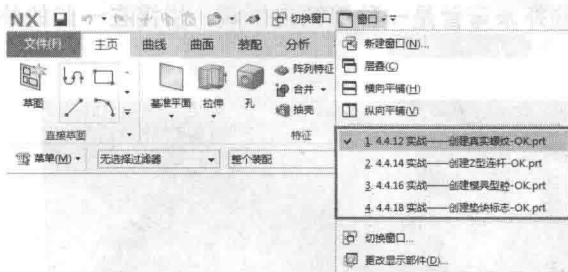 NX 切换窗口 窗口
文件(F) 主页 曲线 曲面 装配 分析
草图 基准平面 拉伸 孔 阵列特征 合并 抽壳
直接草图 特征
菜单(M) 无选择过滤器 整个装配
新建窗口(N)...
层叠(C)
横向平铺(H)
纵向平铺(V)
✓ 1. 4.4.12 实战——创建真实螺纹-OK.prt
2. 4.4.14 实战——创建Z型连杆-OK.prt
3. 4.4.16 实战——创建模具型腔-OK.prt
4. 4.4.18 实战——创建垫块标志-OK.prt
切换窗口...
更改显示部件(D)...